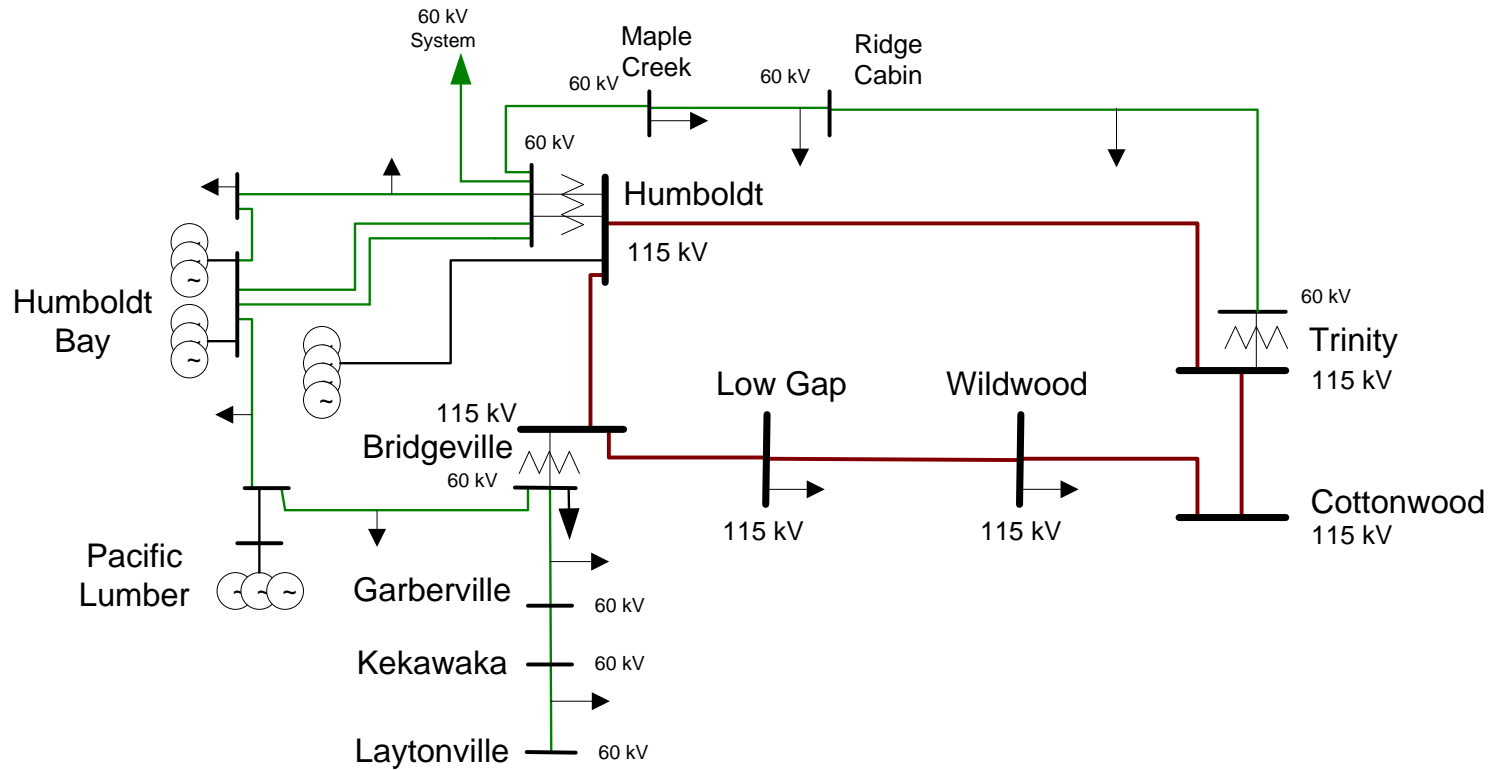 60 kV
System
Maple
Creek
Ridge
Cabin
60 kV
60 kV
60 kV
Humboldt
115 kV
Humboldt
Bay
~
~
~
60 kV
Trinity
115 kV
Low Gap
Wildwood
115 kV
Bridgeville
60 kV
115 kV
115 kV
Cottonwood
115 kV
Pacific
Lumber
~
~
~
Garberville
60 kV
Kekawaka
60 kV
Laytonville
60 kV